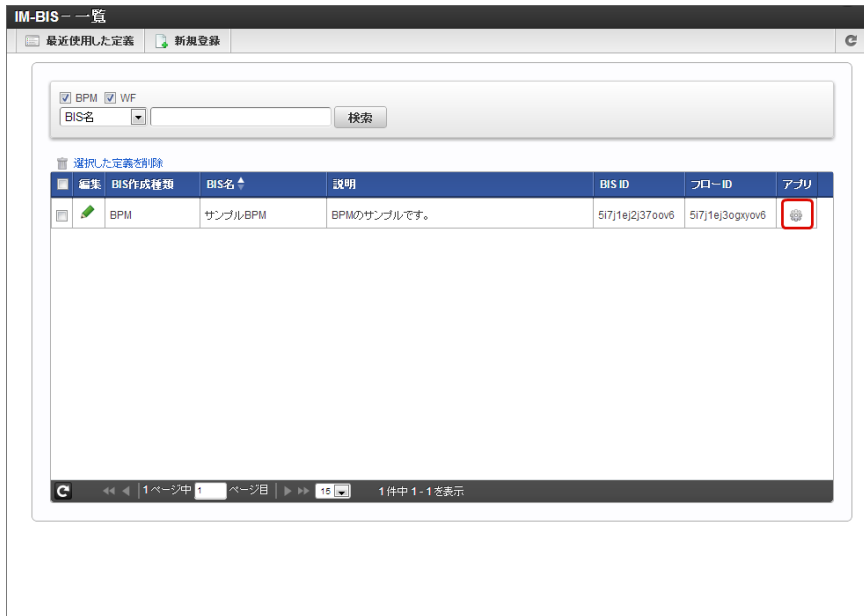 IM-BIS－一覧
最近使用した定義 新規登録
BPM WF
BIS名 検索
選択した定義を削除
編集 BIS作成種類 BIS名 説明 BIS ID フローID アプリ
BPM サンプルBPM BPMのサンプルです。 5i7j1ej2j37oov6 5i7j1ej3ogxyov6
1ページ中 1 ページ目 15 1件中 1 - 1 を表示